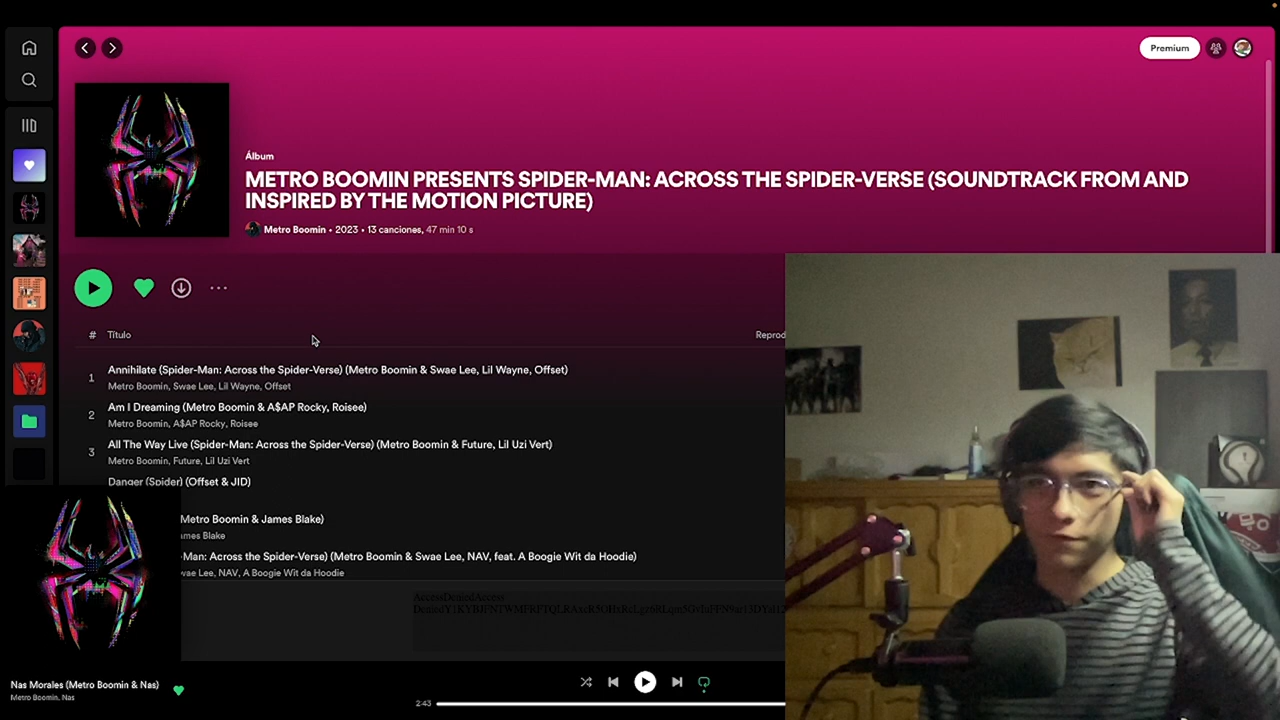 Premium
Álbum
METRO BOOMIN PRESENTS SPIDER-MAN: ACROSS THE SPIDER-VERSE (SOUNDTRACK FROM AND
INSPIRED BY THE MOTION PICTURE)
Metro Boomin • 2023 • 13 canciones, 47 min 10 s
# Título Reprod
1 Annihilate (Spider-Man: Across the Spider-Verse) (Metro Boomin & Swae Lee, Lil Wayne, Offset)
Metro Boomin, Swae Lee, Lil Wayne, Offset
2 Am I Dreaming (Metro Boomin & A$AP Rocky, Roisee)
Metro Boomin, A$AP Rocky, Roisee
3 All The Way Live (Spider-Man: Across the Spider-Verse) (Metro Boomin & Future, Lil Uzi Vert)
Metro Boomin, Future, Lil Uzi Vert
Danger (Spider) (Offset & JID)
Metro Boomin & James Blake)
ames Blake
Man: Across the Spider-Verse) (Metro Boomin & Swae Lee, NAV, feat. A Boogie Wit da Hoodie)
wae Lee, NAV, A Boogie Wit da Hoodie
AccessDeniedAccess
Nas Morales (Metro Boomin & Nas)
Metro Boomin, Nas
2:43